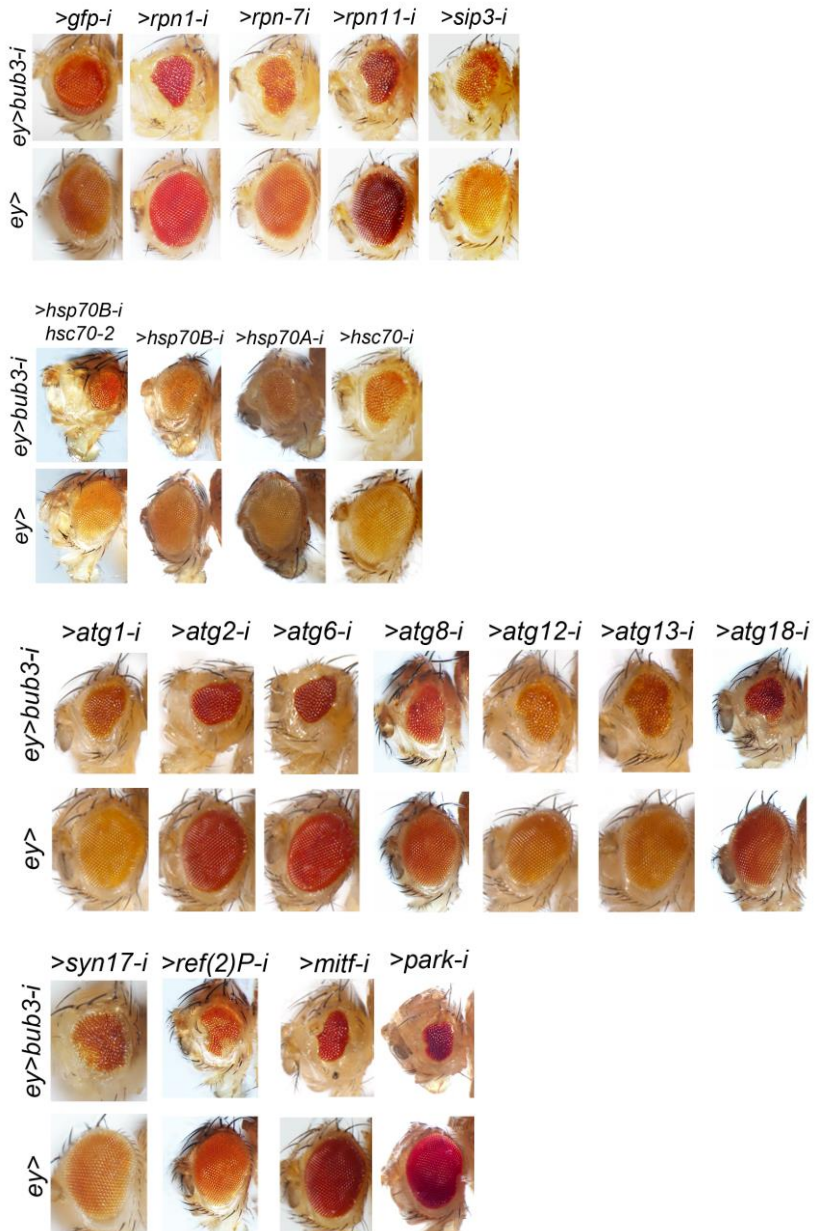 >gfp-i >rpn1-i >rpn-7i >rpn11-i >sip3-i
ey>bub3-i
ey>
>hsp70B-i
hsc70-2 >hsp70B-i >hsp70A-i >hsc70-i
ey>bub3-i
ey>
>atg1-i >atg2-i >atg6-i >atg8-i >atg12-i >atg13-i >atg18-i
ey>bub3-i
ey>
>syn17-i >ref(2)P-i >mitf-i >park-i
ey>bub3-i
ey>